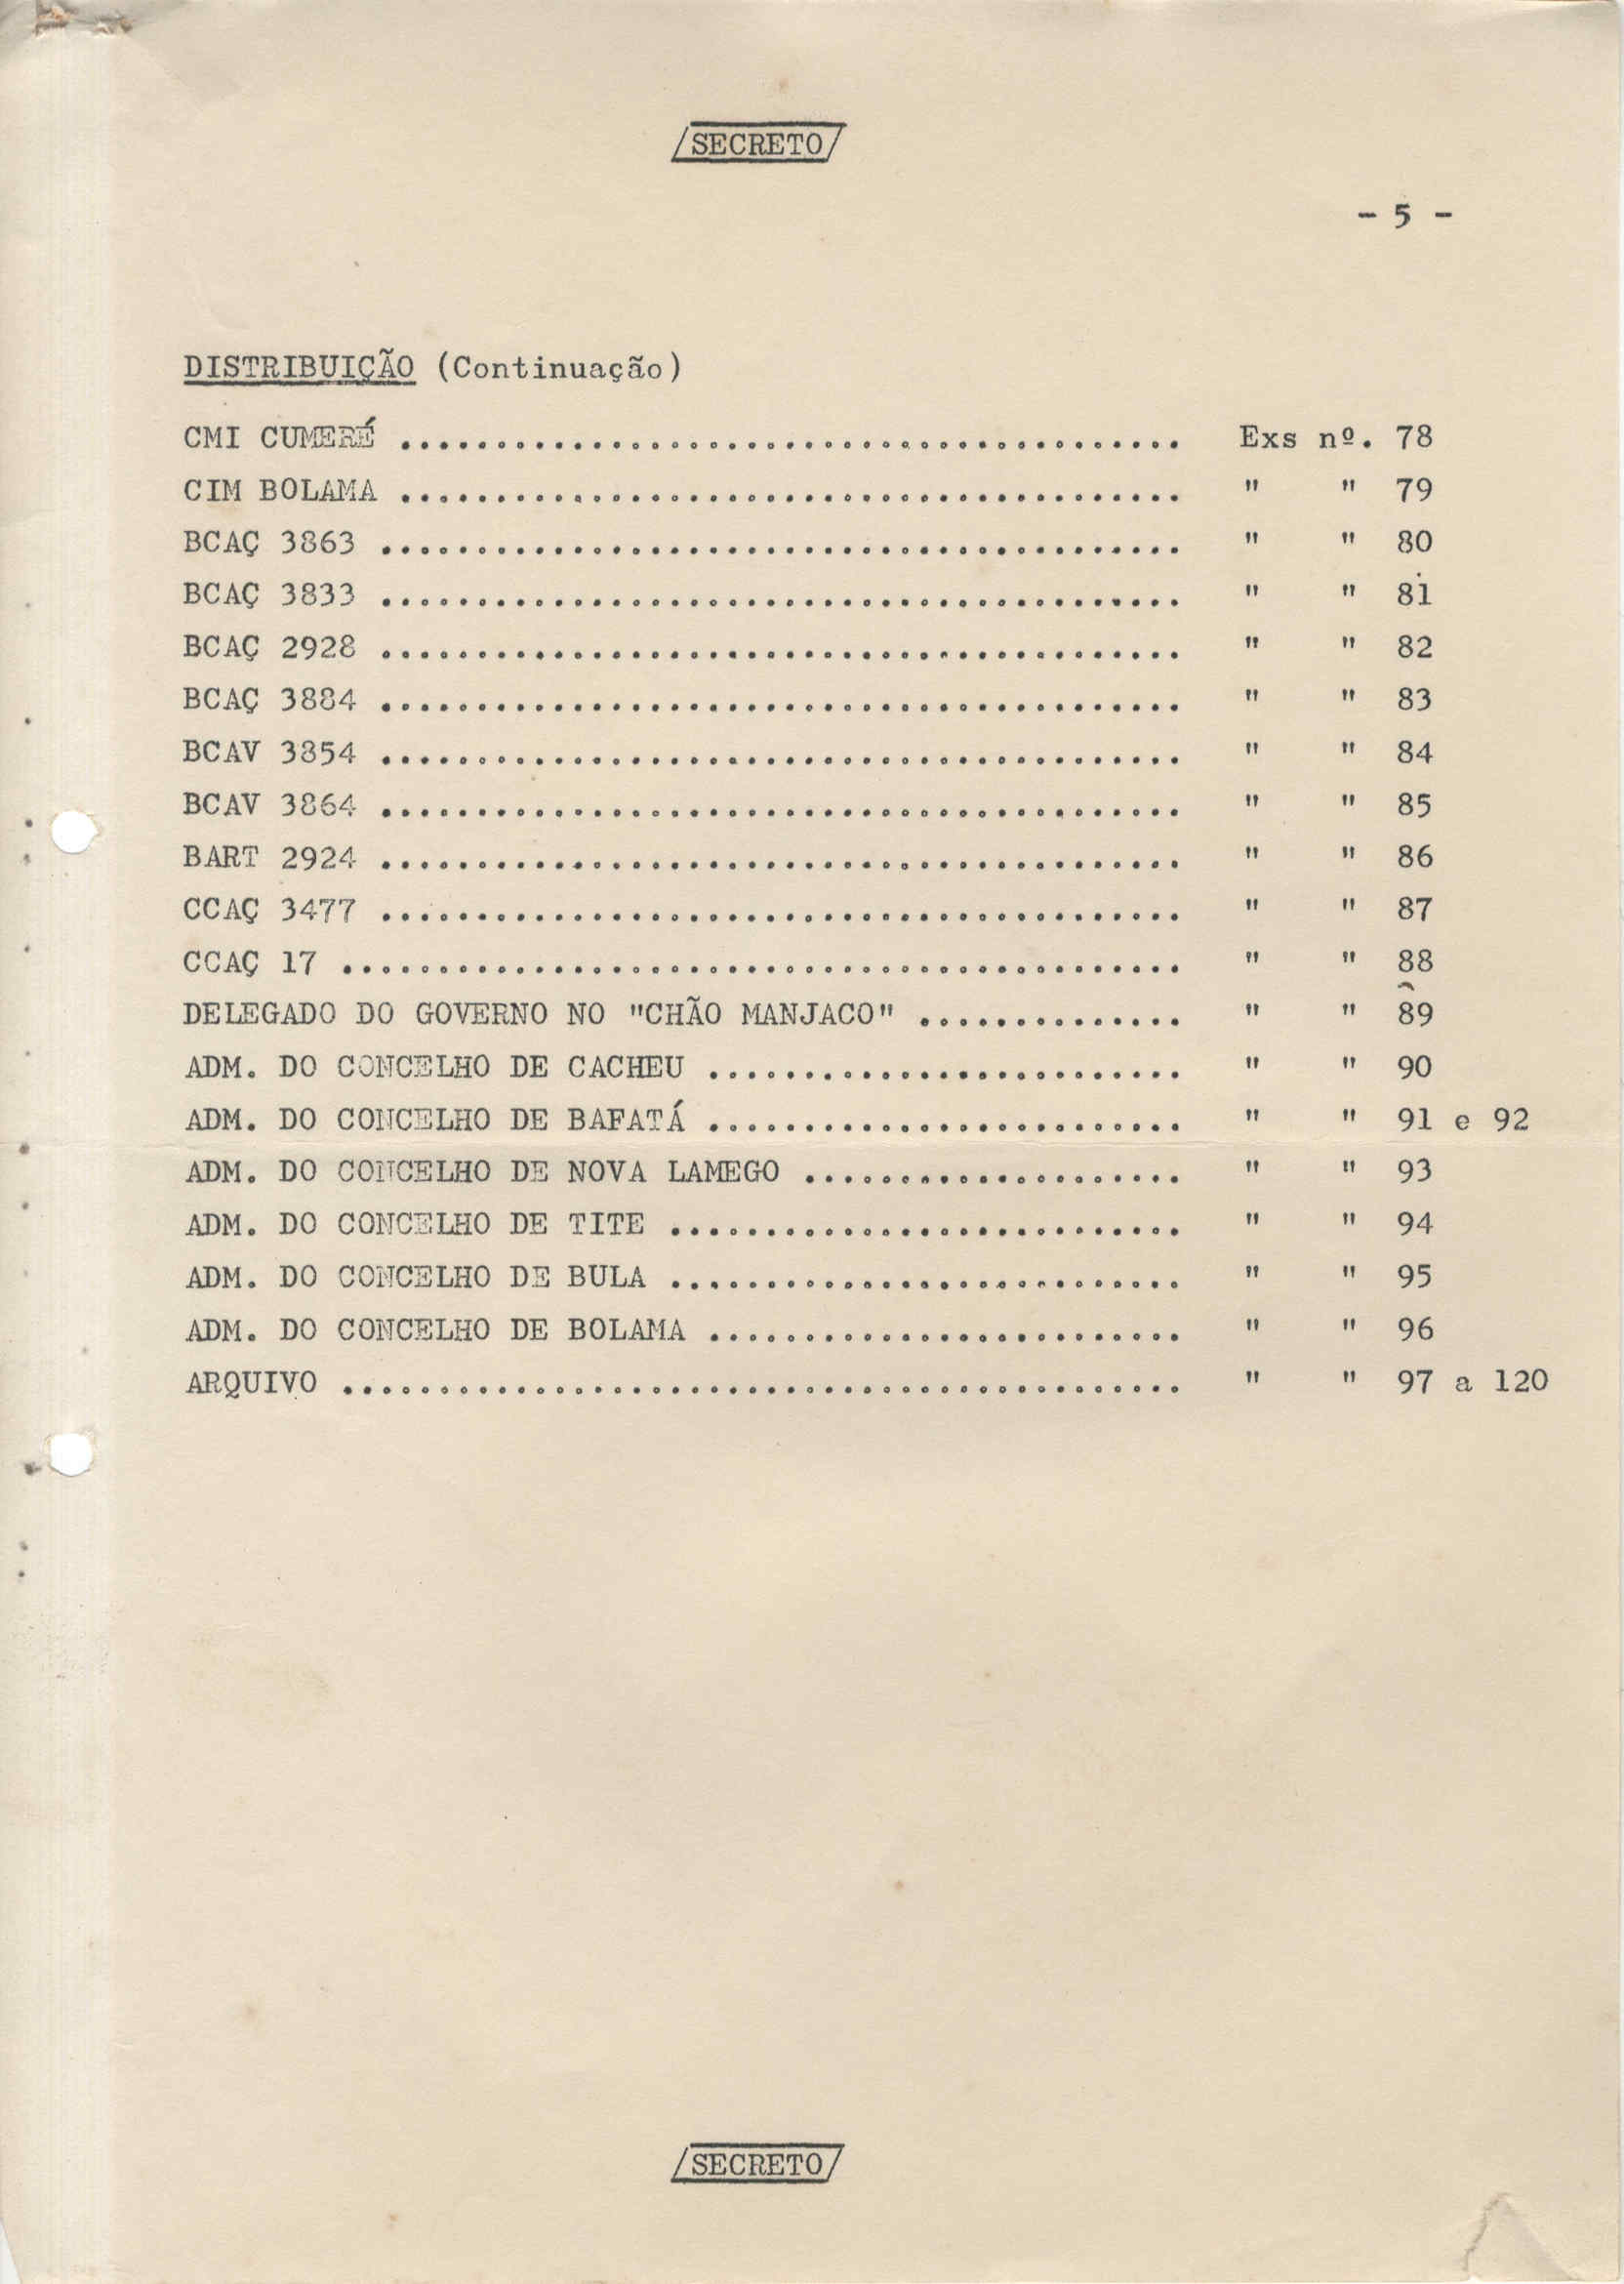 /SECRETO/
- 5 -
DISTRIBUIÇÃO (Continuação)
CMI CUMERÉ ......................................... Exs nº. 78
CIM BOLAMA ......................................... " " 79
BCAÇ 3863 .......................................... " " 80
BCAÇ 3833 .......................................... " " 81
BCAÇ 2928 .......................................... " " 82
BCAÇ 3884 .......................................... " " 83
BCAV 3854 .......................................... " " 84
BCAV 3864 .......................................... " " 85
BART 2924 .......................................... " " 86
CCAÇ 3477 .......................................... " " 87
CCAÇ 17 ............................................ " " 88
DELEGADO DO GOVERNO NO "CHÃO MANJACO" .............. " " 89
ADM. DO CONCELHO DE CACHEU ......................... " " 90
ADM. DO CONCELHO DE BAFATÁ ......................... " " 91 e 92
ADM. DO CONCELHO DE NOVA LAMEGO .................... " " 93
ADM. DO CONCELHO DE TITE ........................... " " 94
ADM. DO CONCELHO DE BULA ........................... " " 95
ADM. DO CONCELHO DE BOLAMA ......................... " " 96
ARQUIVO ............................................ " " 97 a 120
/SECRETO/